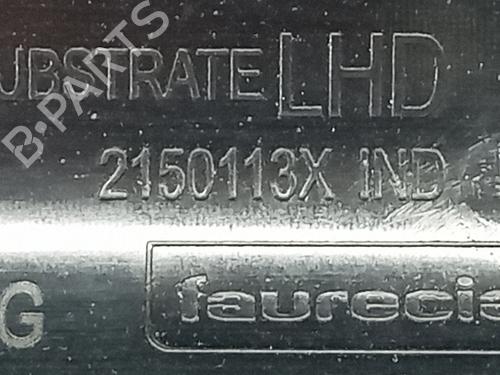 UBSTRATE LHD
B-PARTS
2150113X IND
G faurecia